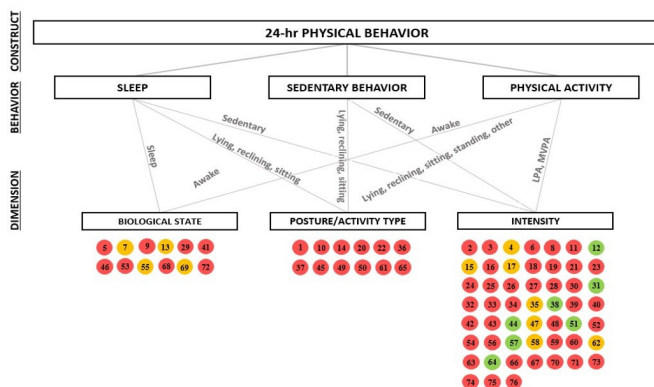 CONSTRUCT
24-hr PHYSICAL BEHAVIOR
BEHAVIOR
SLEEP
SEDENTARY BEHAVIOR
PHYSICAL ACTIVITY
Sedentary
Lying, reclining, sitting
Sleep
Awake
Lying, reclining, sitting
Sedentary
Awake
Lying, reclining, sitting, standing, other
LPA, MVPA
DIMENSION
BIOLOGICAL STATE
POSTURE/ACTIVITY TYPE
INTENSITY
5 7 9 13 29 41
46 53 55 68 69 72
1 10 14 20 22 36
37 45 49 50 61 65
2 3 4 6 8 11 12
15 16 17 18 19 21 23
24 25 26 27 28 30 31
32 33 34 35 38 39 40
42 43 44 47 48 51 52
54 56 57 58 59 60 62
63 64 66 67 70 71 73
74 75 76